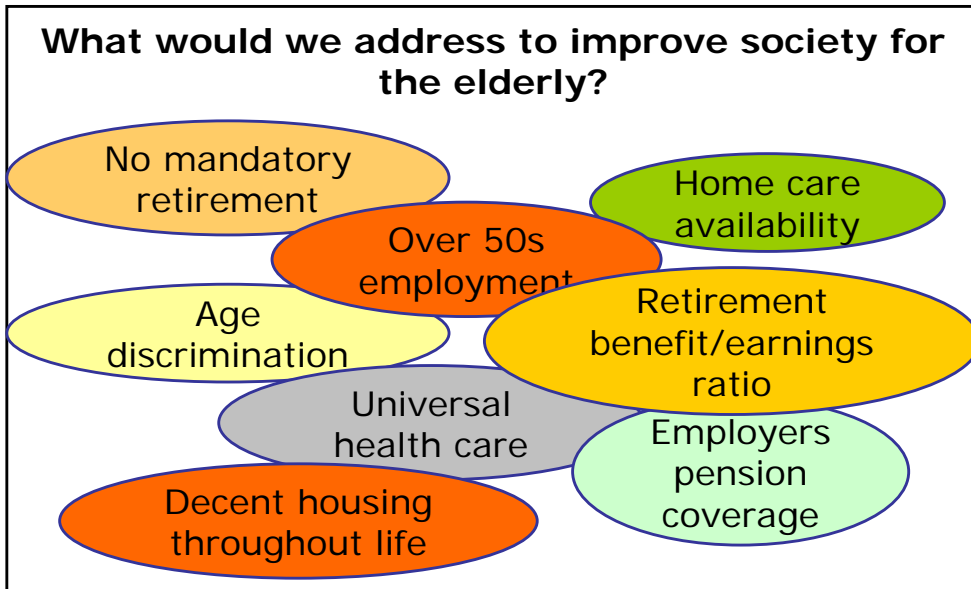 What would we address to improve society for
the elderly?
No mandatory
retirement
Home care
availability
Over 50s
employment
Age
discrimination
Retirement
benefit/earnings
ratio
Universal
health care
Employers
pension
coverage
Decent housing
throughout life